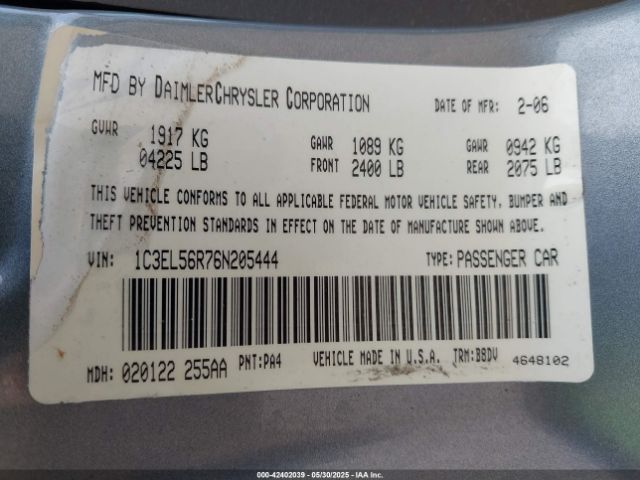 MFD BY DAIMLERCHRYSLER CORPORATION DATE OF MFR: 2-06
GVWR 1917 KG GAWR 1089 KG GAWR 0942 KG
04225 LB FRONT 2400 LB REAR 2075 LB
THIS VEHICLE CONFORMS TO ALL APPLICABLE FEDERAL MOTOR VEHICLE SAFETY, BUMPER AND
THEFT PREVENTION STANDARDS IN EFFECT ON THE DATE OF MANUFACTURE SHOWN ABOVE.
VIN: 1C3EL56R76N205444 TYPE: PASSENGER CAR
MDH: 020122 255AA PNT:PA4 VEHICLE MADE IN U.S.A. TRM:B8DV 4648102
000-42402039 - 05/30/2025 - IAA Inc.